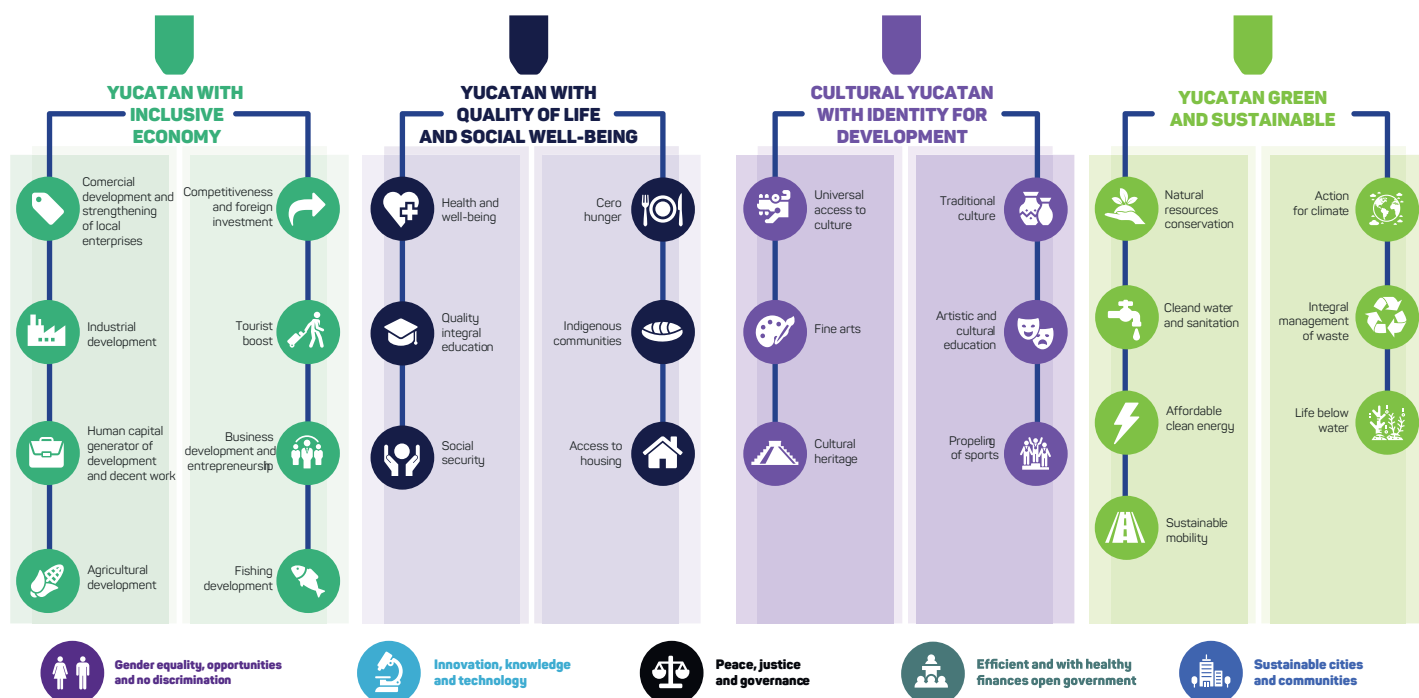 YUCATAN WITH
INCLUSIVE
ECONOMY
Comercial
development and
strengthening
of local
enterprises
Industrial
development
Human capital
generator of
development
and decent work
Agricultural
development
Competitiveness
and foreign
investment
Tourist
boost
Business
development and
entrepreurship
Fishing
development
YUCATAN WITH
QUALITY OF LIFE
AND SOCIAL WELL-BEING
Health and
well-being
Quality
integral
education
Social
security
Cero
hunger
Indigenous
communities
Access to
housing
CULTURAL YUCATAN
WITH IDENTITY FOR
DEVELOPMENT
Universal
access to
culture
Fine arts
Cultural
heritage
Traditional
culture
Artistic and
cultural
education
Propeling
of sports
YUCATAN GREEN
AND SUSTAINABLE
Natural
resources
conservation
Cleand water
and sanitation
Affordable
clean energy
Sustainable
mobility
Action
for climate
Integral
management
of waste
Life below
water
Gender equality, opportunities
and no discrimination
Innovation, knowledge
and technology
Peace, justice
and governance
Efficient and with healthy
finances open government
Sustainable cities
and communities